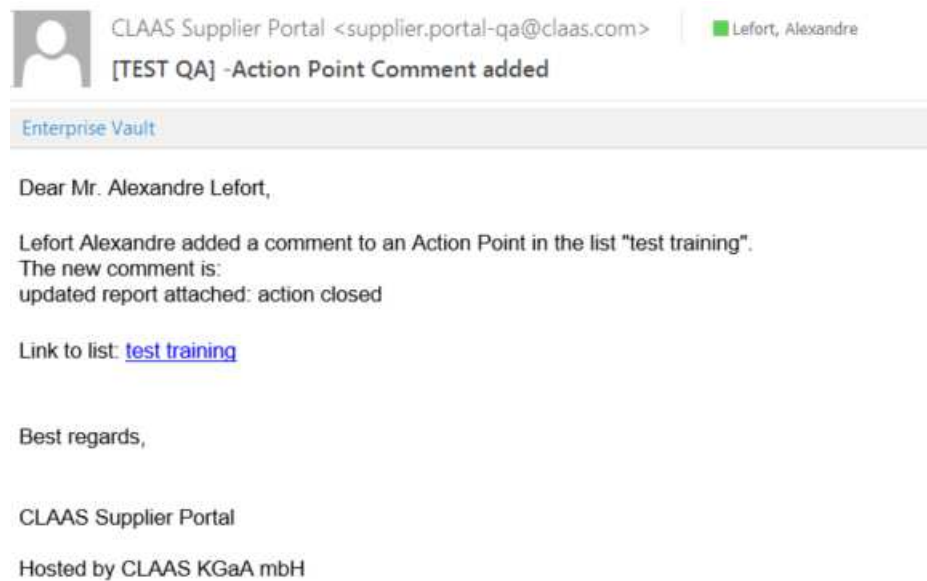 CLAAS Supplier Portal <supplier.portal-qa@claas.com> Lefort, Alexandre
[TEST QA] -Action Point Comment added
Enterprise Vault
Dear Mr. Alexandre Lefort,
Lefort Alexandre added a comment to an Action Point in the list "test training".
The new comment is:
updated report attached: action closed
Link to list: test training
Best regards,
CLAAS Supplier Portal
Hosted by CLAAS KGaA mbH